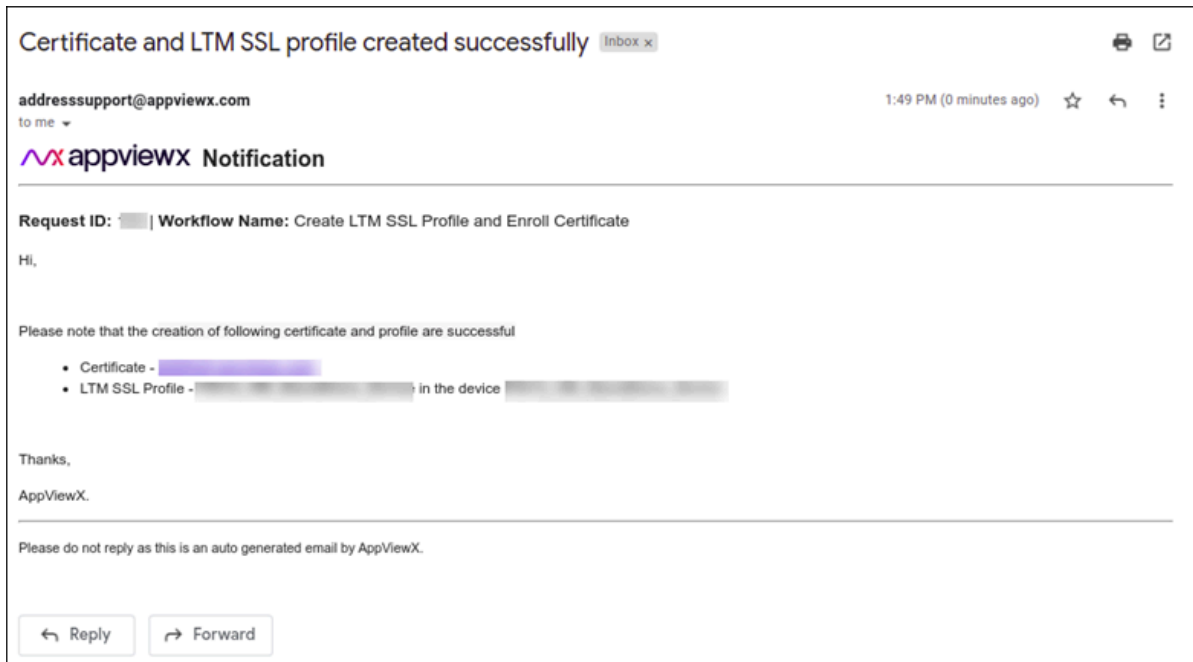 Certificate and LTM SSL profile created successfully Inbox x
addresssupport@appviewx.com 1:49 PM (0 minutes ago)
to me
appviewx Notification
Request ID: | Workflow Name: Create LTM SSL Profile and Enroll Certificate
Hi,
Please note that the creation of following certificate and profile are successful
• Certificate -
• LTM SSL Profile - in the device
Thanks,
AppViewX.
Please do not reply as this is an auto generated email by AppViewX.
Reply Forward